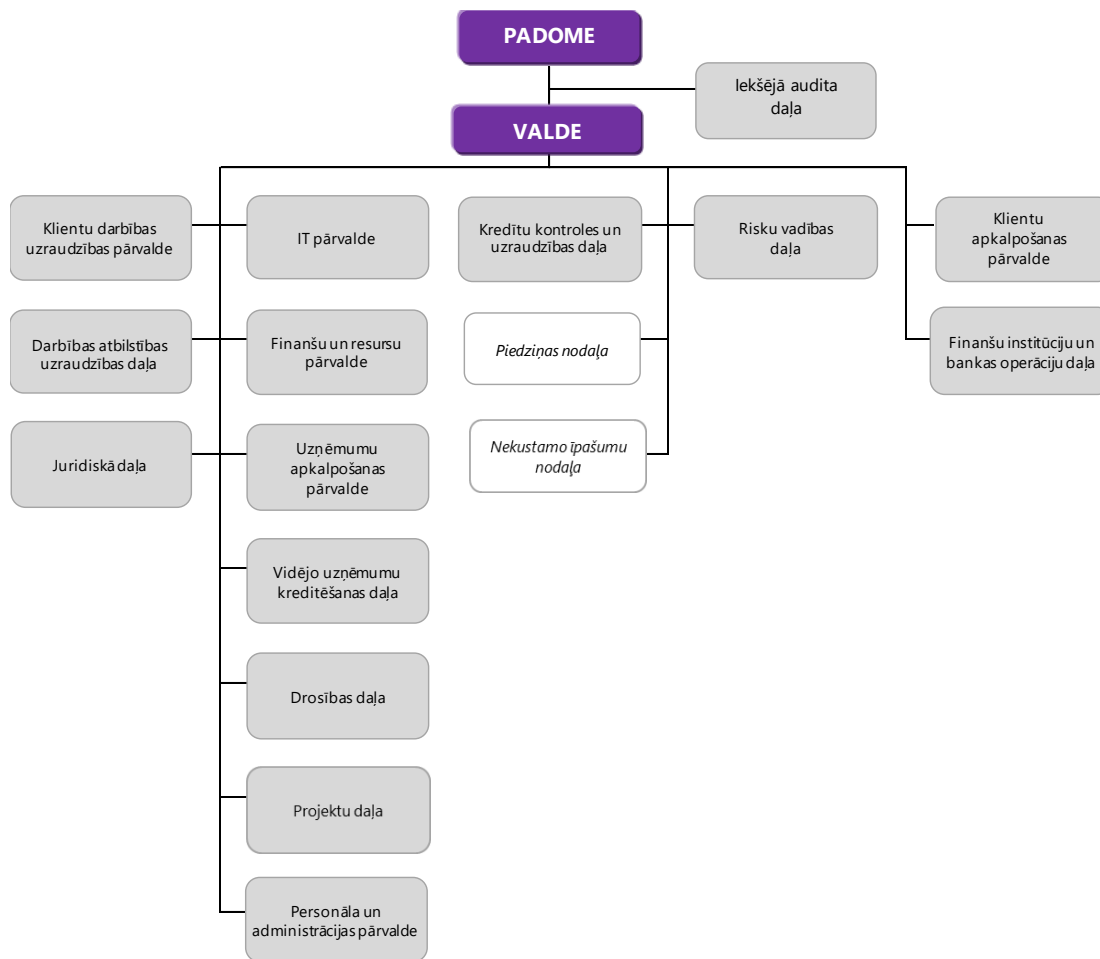 PADOME
Iekšējā audita
daļa
VALDE
Klientu darbības
uzraudzības pārvalde
IT pārvalde
Kredītu kontroles un
uzraudzības daļa
Risku vadības
daļa
Klientu
apkalpošanas
pārvalde
Darbības atbilstības
uzraudzības daļa
Finanšu un resursu
pārvalde
Piedziņas nodaļa
Finanšu institūciju un
bankas operāciju daļa
Juridiskā daļa
Uzņēmumu
apkalpošanas
pārvalde
Nekustamo īpašumu
nodaļa
Vidējo uzņēmumu
kreditēšanas daļa
Drosības daļa
Projektu daļa
Personāla un
administrācijas pārvalde